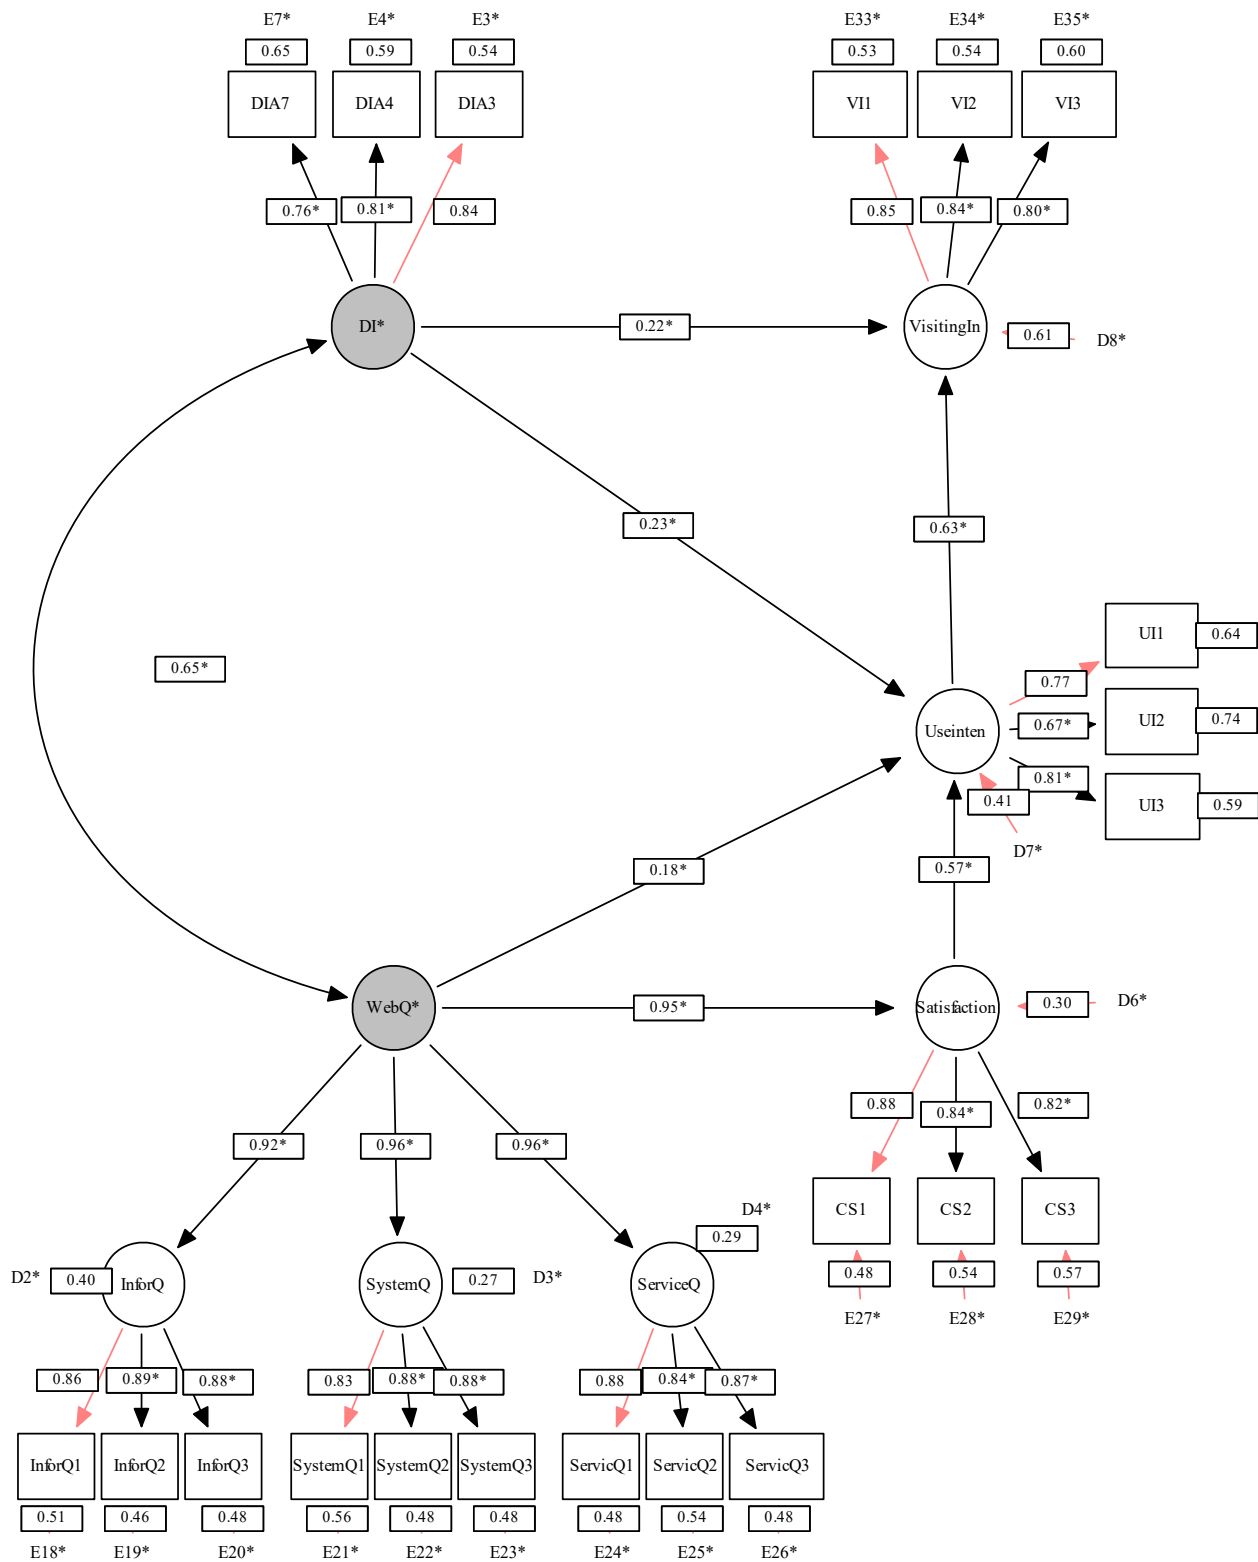 E7* E4* E3* E33* E34* E35*
0.65 0.59 0.54 0.53 0.54 0.60
DIA7 DIA4 DIA3 VI1 VI2 VI3
0.76* 0.81* 0.84 0.85 0.84* 0.80*
DI* 0.22* VisitingIn 0.61 D8*
0.23* 0.63*
UI1 0.64
0.65* 0.77
Useinten 0.67* UI2 0.74
0.81*
0.41 UI3 0.59
D7*
0.18* 0.57*
WebQ* 0.95* Satisfaction 0.30 D6*
0.88 0.84* 0.82*
0.92* 0.96* 0.96*
CS1 CS2 CS3
D4*
0.29
D2* 0.40 InforQ SystemQ 0.27 D3* ServiceQ 0.48 0.54 0.57
E27* E28* E29*
0.86 0.89* 0.88* 0.83 0.88* 0.88* 0.88 0.84* 0.87*
InforQ1 InforQ2 InforQ3 SystemQ1 SystemQ2 SystemQ3 ServicQ1 ServicQ2 ServicQ3
0.51 0.46 0.48 0.56 0.48 0.48 0.48 0.54 0.48
E18* E19* E20* E21* E22* E23* E24* E25* E26*